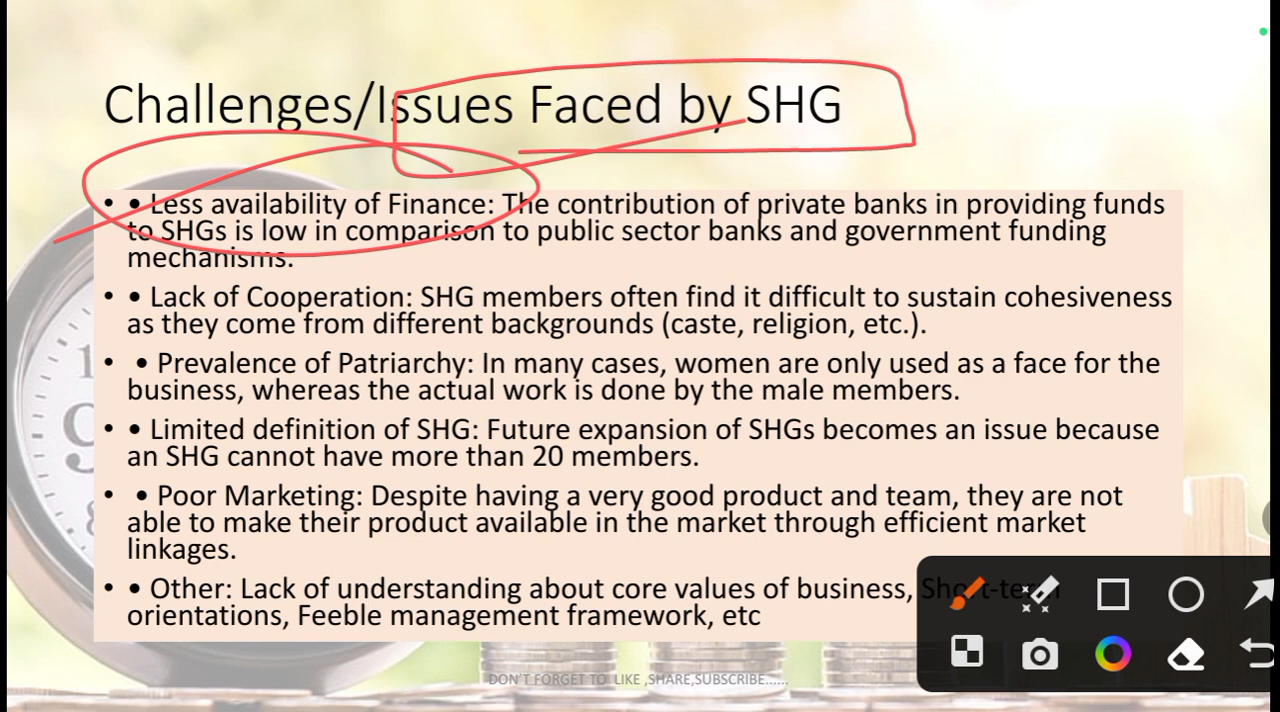 Challenges/Issues Faced by SHG
• • Less availability of Finance: The contribution of private banks in providing funds
to SHGs is low in comparison to public sector banks and government funding
mechanisms.
• • Lack of Cooperation: SHG members often find it difficult to sustain cohesiveness
as they come from different backgrounds (caste, religion, etc.).
• • Prevalence of Patriarchy: In many cases, women are only used as a face for the
business, whereas the actual work is done by the male members.
• • Limited definition of SHG: Future expansion of SHGs becomes an issue because
an SHG cannot have more than 20 members.
• • Poor Marketing: Despite having a very good product and team, they are not
able to make their product available in the market through efficient market
linkages.
• • Other: Lack of understanding about core values of business, Short-term
orientations, Feeble management framework, etc
DON'T FORGET TO LIKE ,SHARE,SUBSCRIBE......